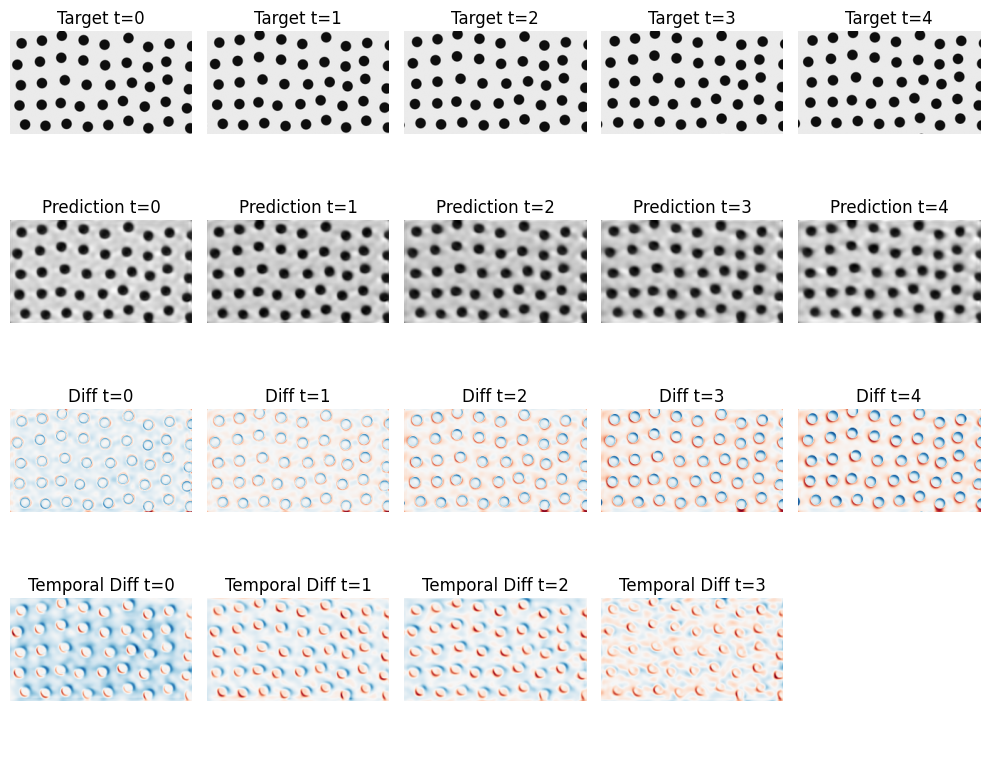 Target t=0 Target t=1 Target t=2 Target t=3 Target t=4
Prediction t=0 Prediction t=1 Prediction t=2 Prediction t=3 Prediction t=4
Diff t=0 Diff t=1 Diff t=2 Diff t=3 Diff t=4
Temporal Diff t=0 Temporal Diff t=1 Temporal Diff t=2 Temporal Diff t=3